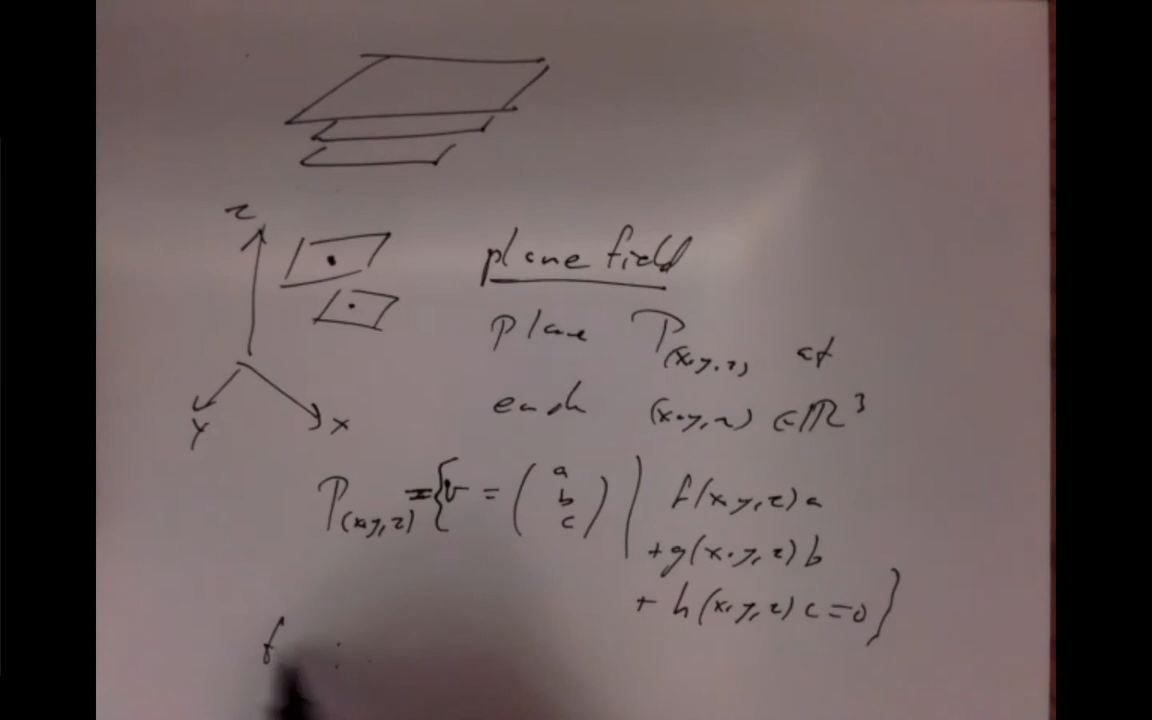 z
plane field
plane P(x,y,z) at
each (x,y,z) ∈ ℝ³
y x
P(x,y,z) = { v = ( a b c ) | f(x,y,z) a
+ g(x,y,z) b
+ h(x,y,z) c = 0 }
f